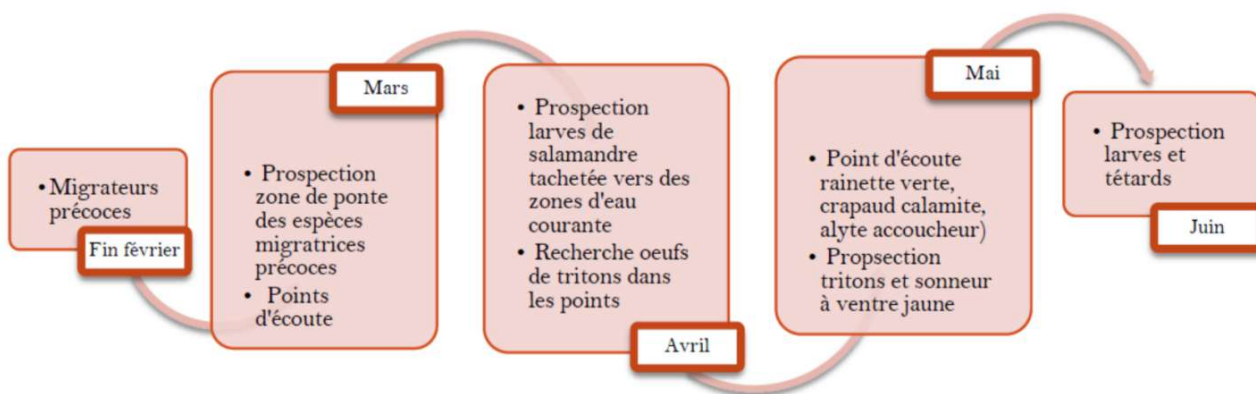 • Migrateurs
précoces
Fin février
Mars
• Prospection
zone de ponte
des espèces
migratrices
précoces
• Points
d'écoute
• Prospection
larves de
salamandre
tachetée vers des
zones d'eau
courante
• Recherche oeufs
de tritons dans
les points
Avril
Mai
• Point d'écoute
rainette verte,
crapaud calamite,
alyte accoucheur)
• Propsection
tritons et sonneur
à ventre jaune
• Prospection
larves et
tétards
Juin